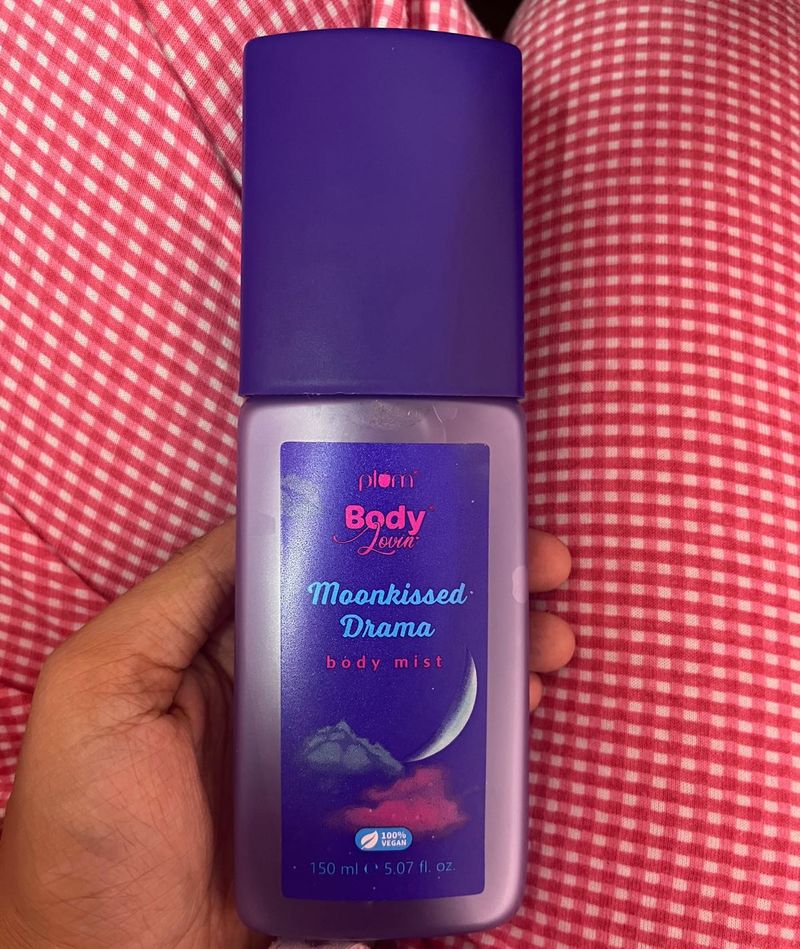 plum
Body
Lovin'
Moonkissed
Drama
body mist
100%
VEGAN
150 ml e 5.07 fl. oz.